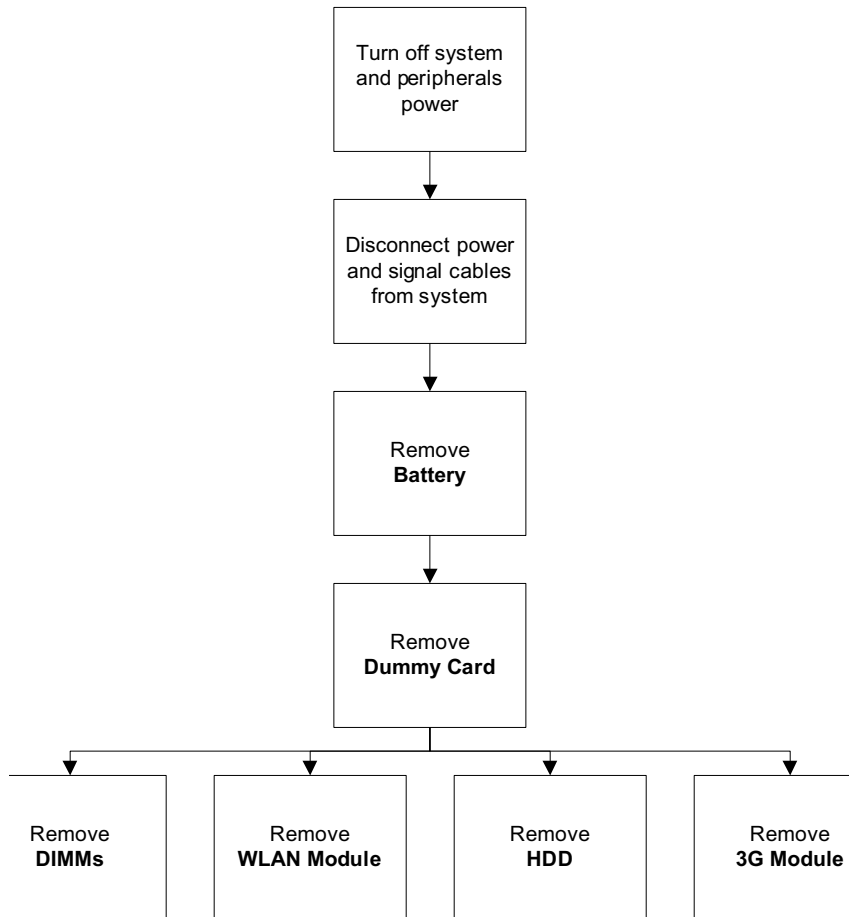 Turn off system
and peripherals
power
Disconnect power
and signal cables
from system
Remove
Battery
Remove
Dummy Card
Remove
DIMMs
Remove
WLAN Module
Remove
HDD
Remove
3G Module